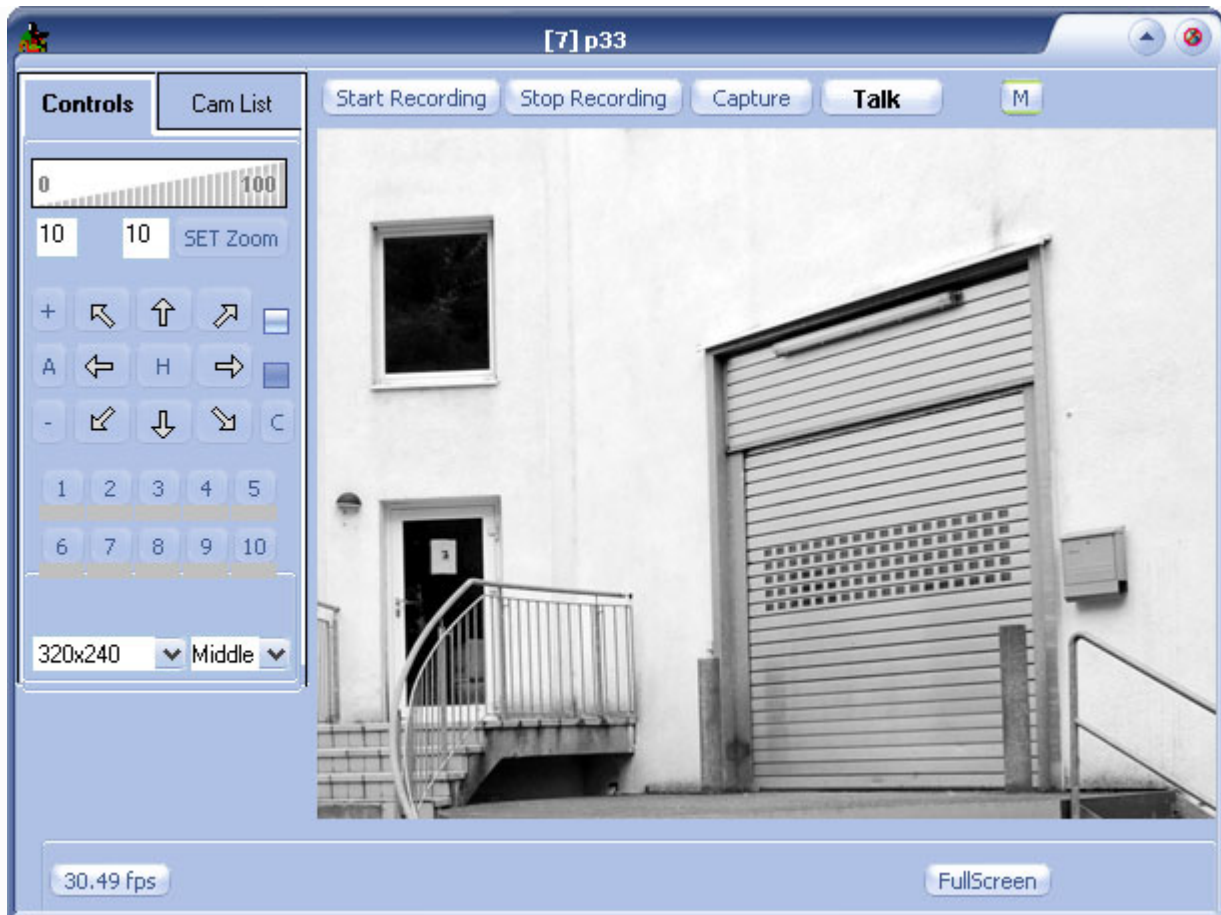 [7] p33
Controls
Cam List
Start Recording
Stop Recording
Capture
Talk
M
0
100
10
10
SET Zoom
+
A
H
-
C
1 2 3 4 5
6 7 8 9 10
320x240
Middle
30.49 fps
FullScreen